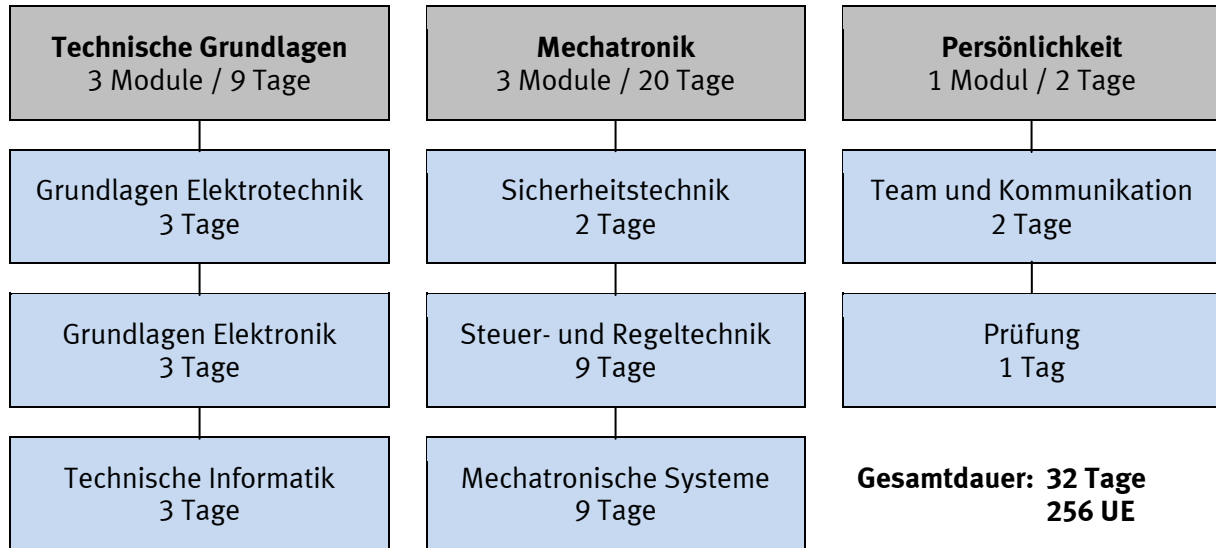 Technische Grundlagen
3 Module / 9 Tage
Grundlagen Elektrotechnik
3 Tage
Grundlagen Elektronik
3 Tage
Technische Informatik
3 Tage
Mechatronik
3 Module / 20 Tage
Sicherheitstechnik
2 Tage
Steuer- und Regeltechnik
9 Tage
Mechatronische Systeme
9 Tage
Persönlichkeit
1 Modul / 2 Tage
Team und Kommunikation
2 Tage
Prüfung
1 Tag
Gesamtdauer: 32 Tage
256 UE